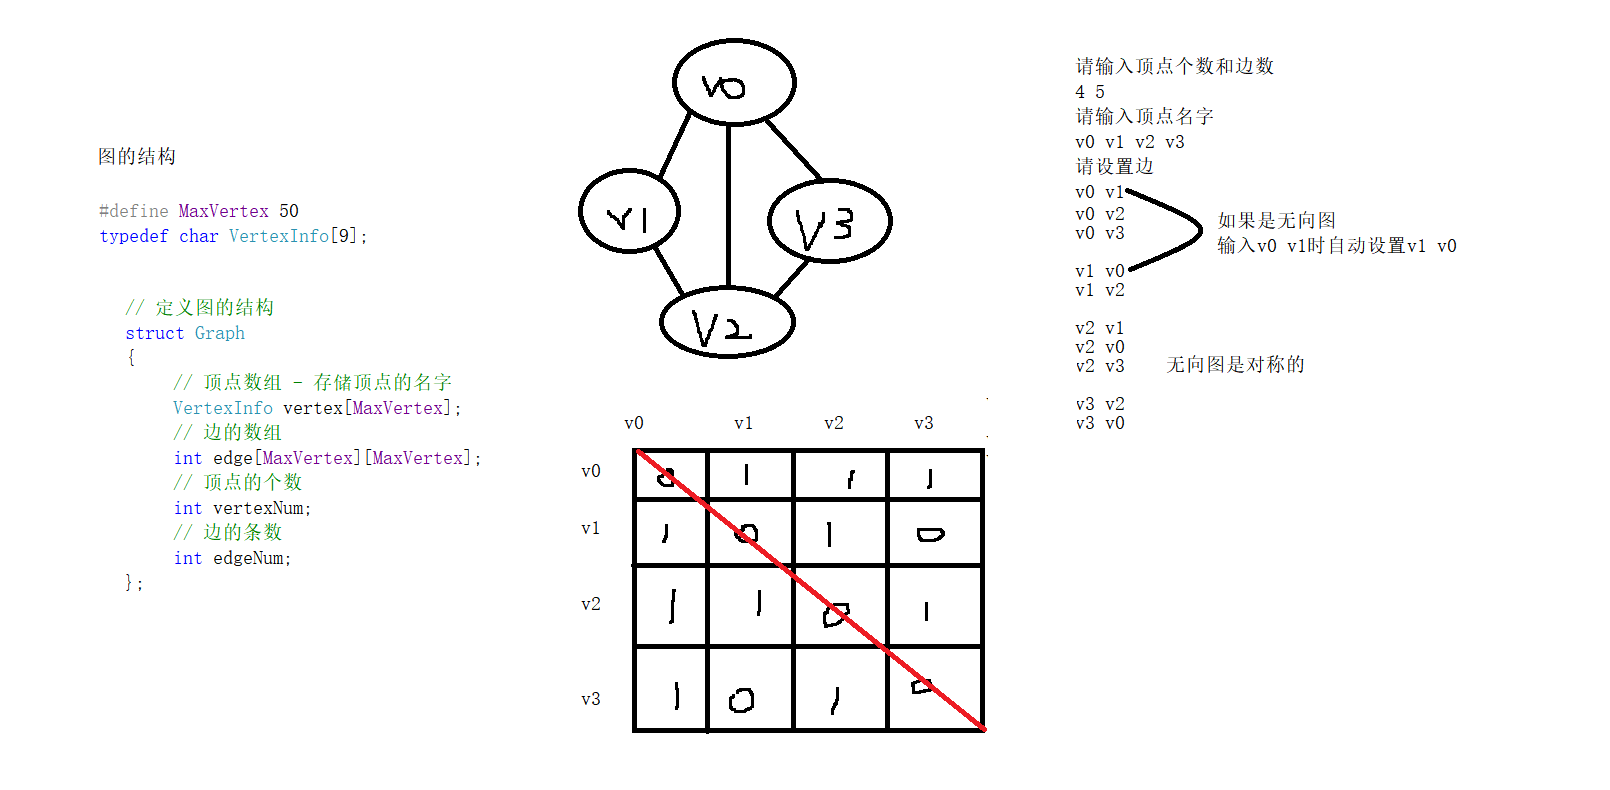 图的结构
#define MaxVertex 50
typedef char VertexInfo[9];
// 定义图的结构
struct Graph
{
// 顶点数组 - 存储顶点的名字
VertexInfo vertex[MaxVertex];
// 边的数组
int edge[MaxVertex][MaxVertex];
// 顶点的个数
int vertexNum;
// 边的条数
int edgeNum;
};
v0
v1
V3
V2
v0 v1 v2 v3
v0 0 1 1 1
v1 1 0 1 0
v2 1 1 0 1
v3 1 0 1 0
请输入顶点个数和边数
4 5
请输入顶点名字
v0 v1 v2 v3
请设置边
v0 v1
v0 v2
v0 v3
v1 v0
v1 v2
v2 v1
v2 v0
v2 v3
v3 v2
v3 v0
如果是无向图
输入v0 v1时自动设置v1 v0
无向图是对称的